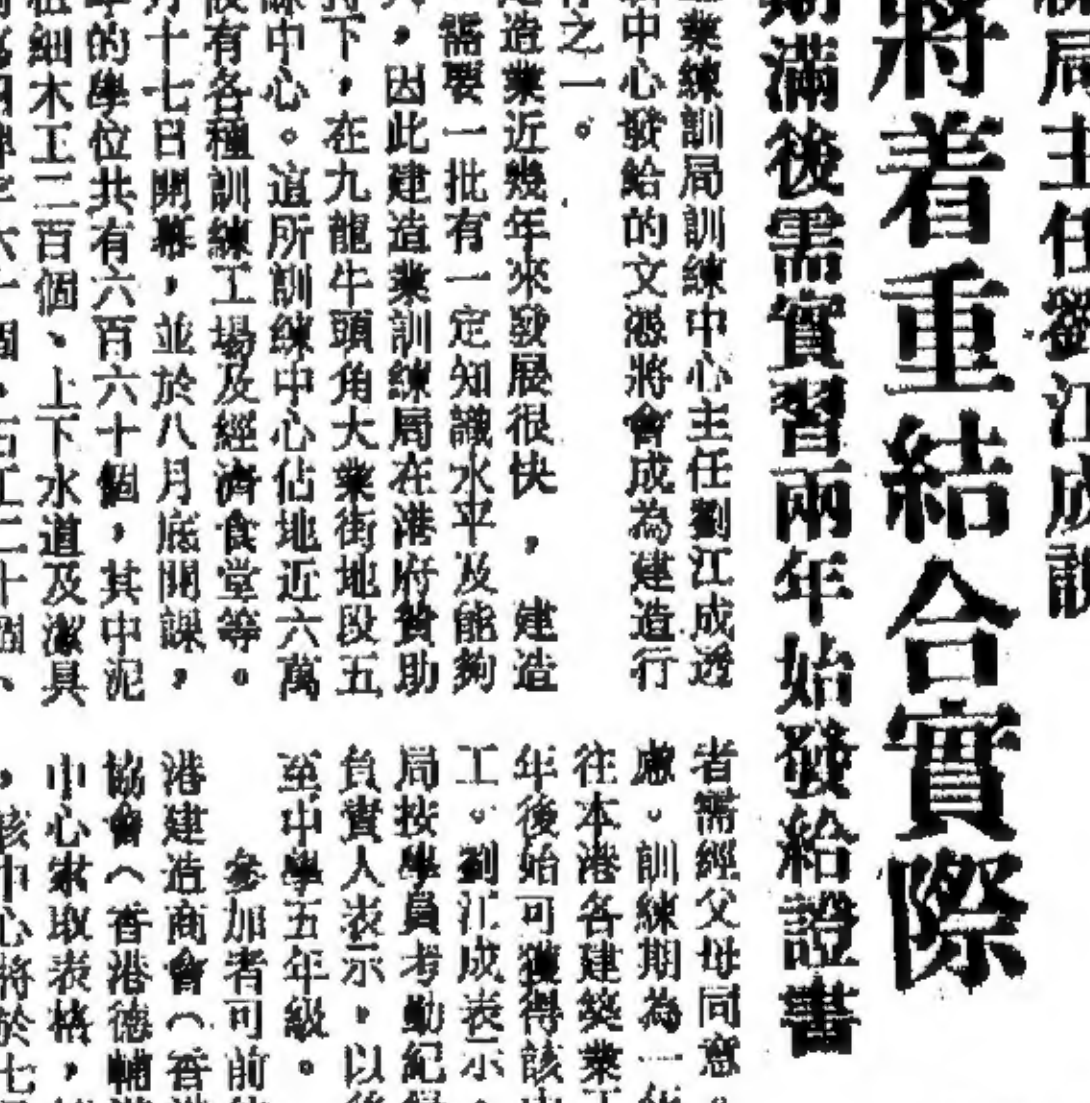 局主任劉江成說
將着重結合實際
期滿後需實習兩年始發給證書
業練訓局訓練中心主任劉江成透
中心發給的文憑將會成為建造行
之一。
造業近幾年來發展很快，建造
需要一批有一定知識水平及能夠
，因此建造業訓練局在港府贊助
下，在九龍牛頭角大業街地段五
中心。這所訓練中心佔地近六萬
有各種訓練工場及經濟食堂等。
十七日開幕，並於八月底開課，
的學位共有六百六十個，其中泥
細木工二百個、上下水道及潔具
者需經父母同意
慮。訓練期為一
往本港各建築業
年後始可獲得該
工。劉江成表示
局按學員考勤紀
負責人表示，以
至中學五年級。
參加者可前
港建造商會（香
協會（香港德輔
中心索取表格，
，該中心將於七